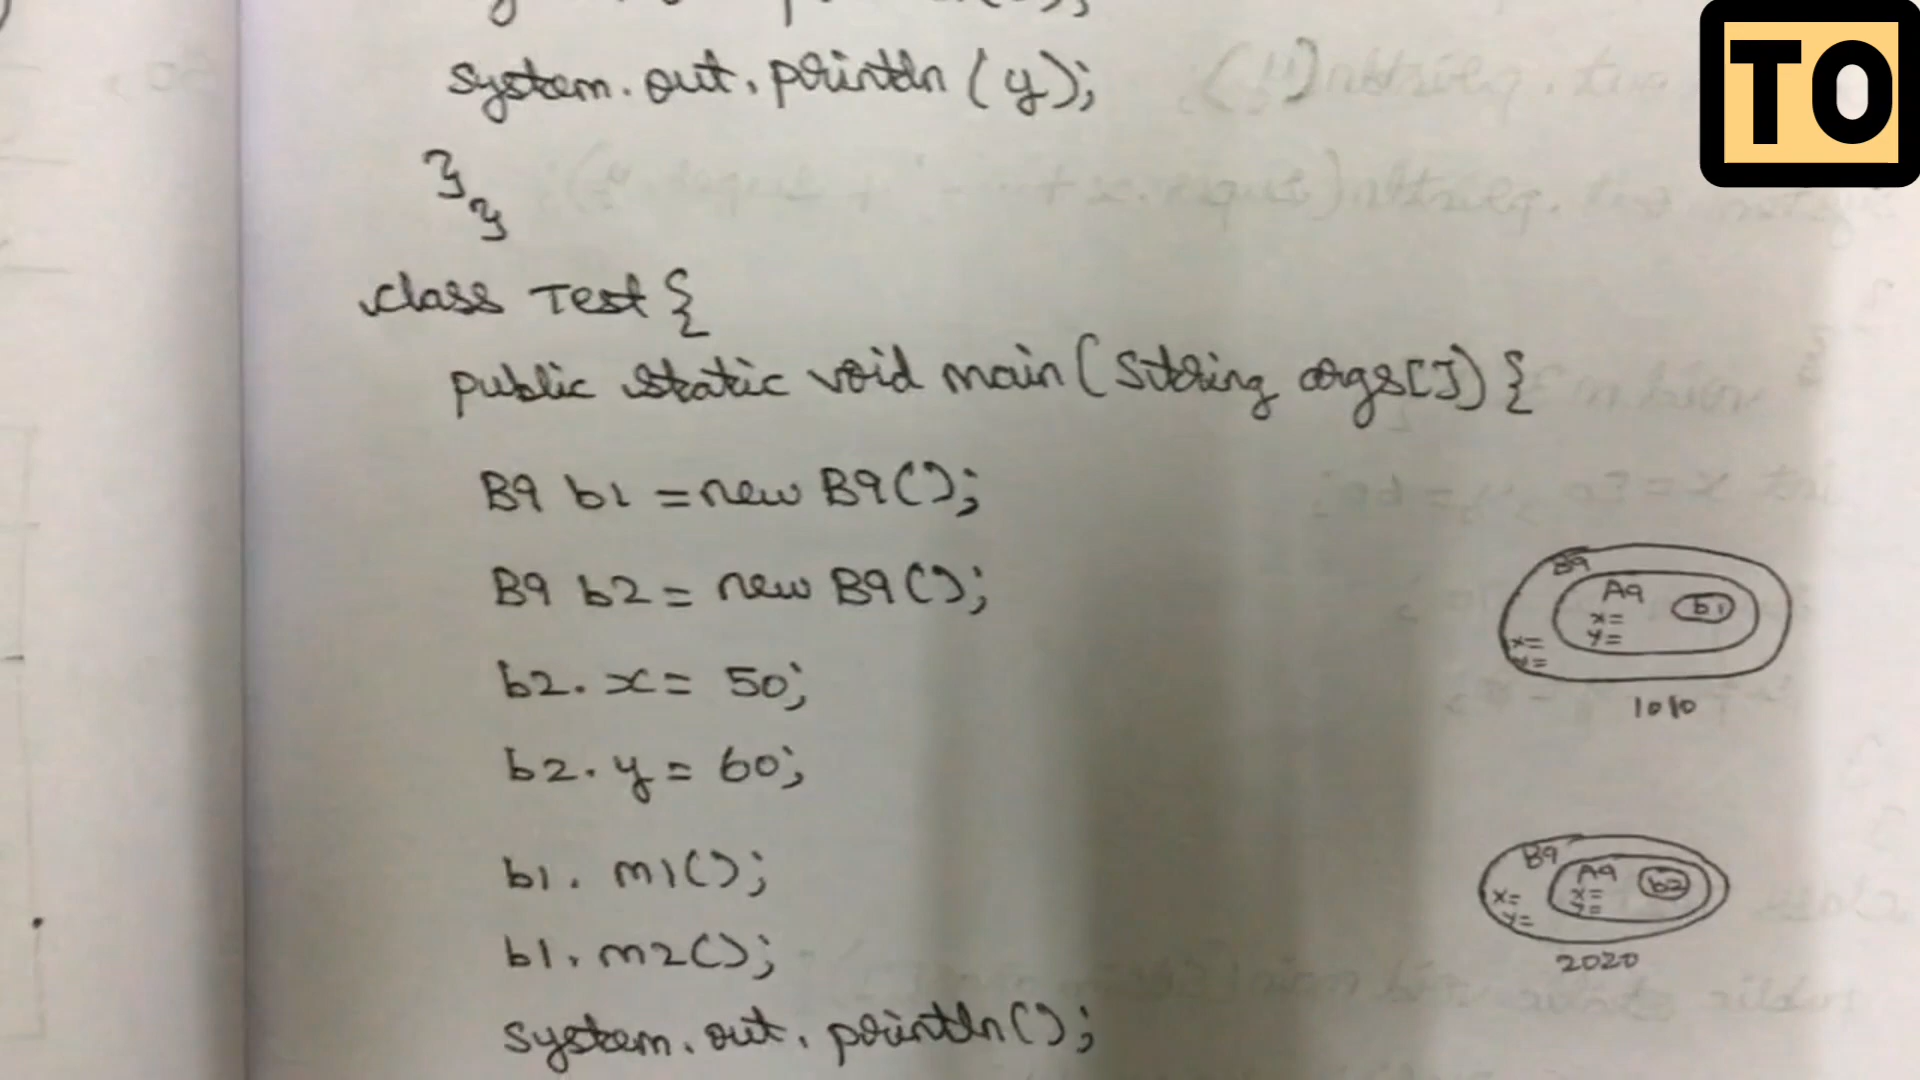 TO
system.out.println(y);
}
}
class Test{
public static void main(String args[]){
B9 b1 = new B9();
B9 b2 = new B9();
b2.x = 50;
b2.y = 60;
b1.m1();
b1.m2();
system.out.println();
B9
A9
b1
x=
y=
x=
y=
1010
B9
A9
b2
x=
y=
x=
y=
2020